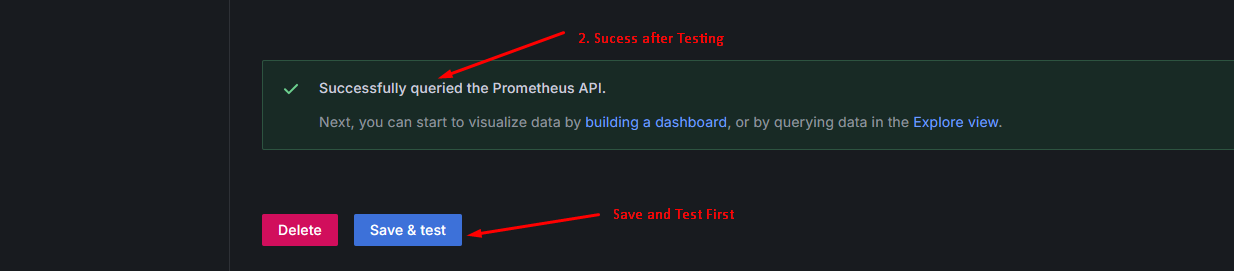 2. Sucess after Testing
Successfully queried the Prometheus API.
Next, you can start to visualize data by building a dashboard, or by querying data in the Explore view.
Save and Test First
Delete
Save & test